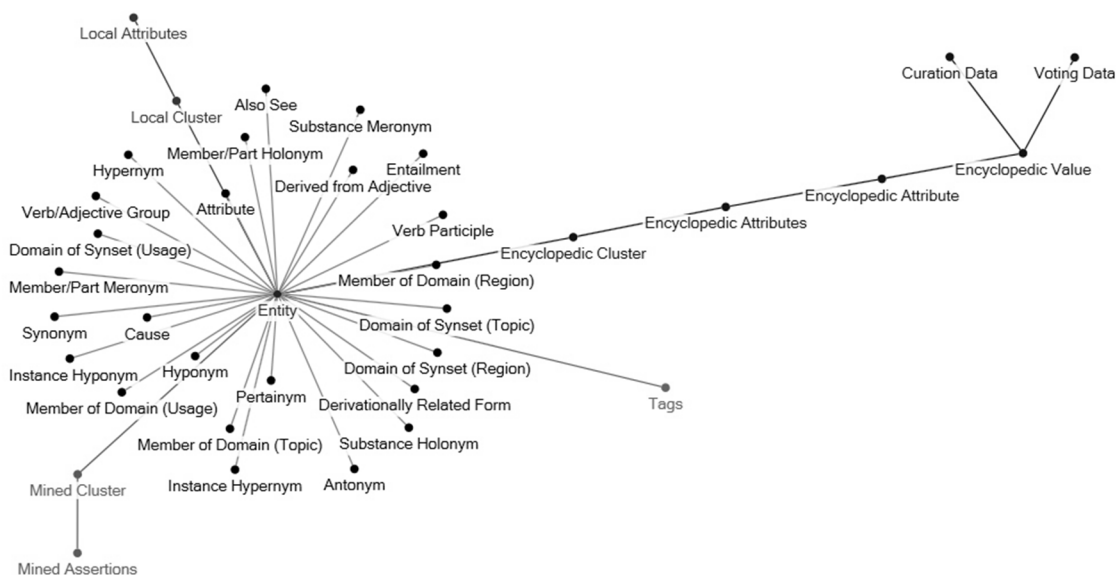 Local Attributes
Curation Data
Voting Data
Also See
Local Cluster
Substance Meronym
Member/Part Holonym
Hypernym
Entailment
Encyclopedic Value
Derived from Adjective
Encyclopedic Attribute
Verb/Adjective Group
Attribute
Encyclopedic Attributes
Verb Participle
Domain of Synset (Usage)
Encyclopedic Cluster
Member/Part Meronym
Member of Domain (Region)
Entity
Synonym
Cause
Domain of Synset (Topic)
Instance Hyponym
Hyponym
Domain of Synset (Region)
Pertainym
Tags
Member of Domain (Usage)
Derivationally Related Form
Member of Domain (Topic)
Substance Holonym
Mined Cluster
Instance Hypernym
Antonym
Mined Assertions